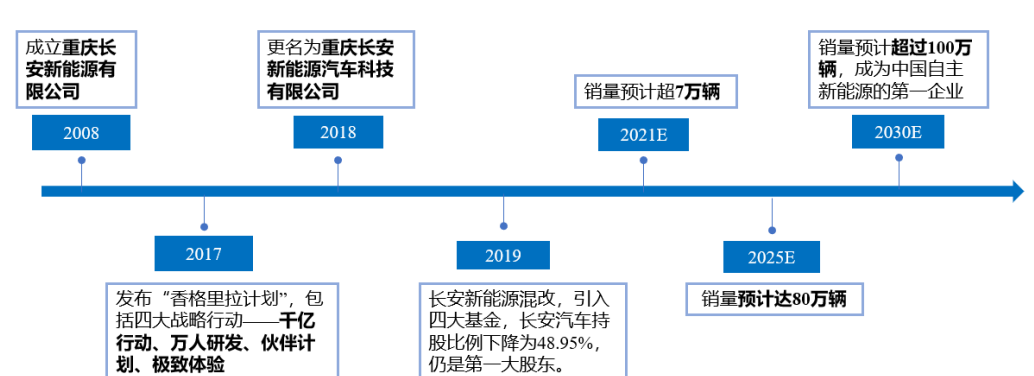 成立重庆长
安新能源有
限公司
2008
更名为重庆长安
新能源汽车科技
有限公司
2018
销量预计超7万辆
2021E
销量预计超过100万
辆，成为中国自主
新能源的第一企业
2030E
2017
发布“香格里拉计划”，包
括四大战略行动——千亿
行动、万人研发、伙伴计
划、极致体验
2019
长安新能源混改，引入
四大基金，长安汽车持
股比例下降为48.95%，
仍是第一大股东。
2025E
销量预计达80万辆